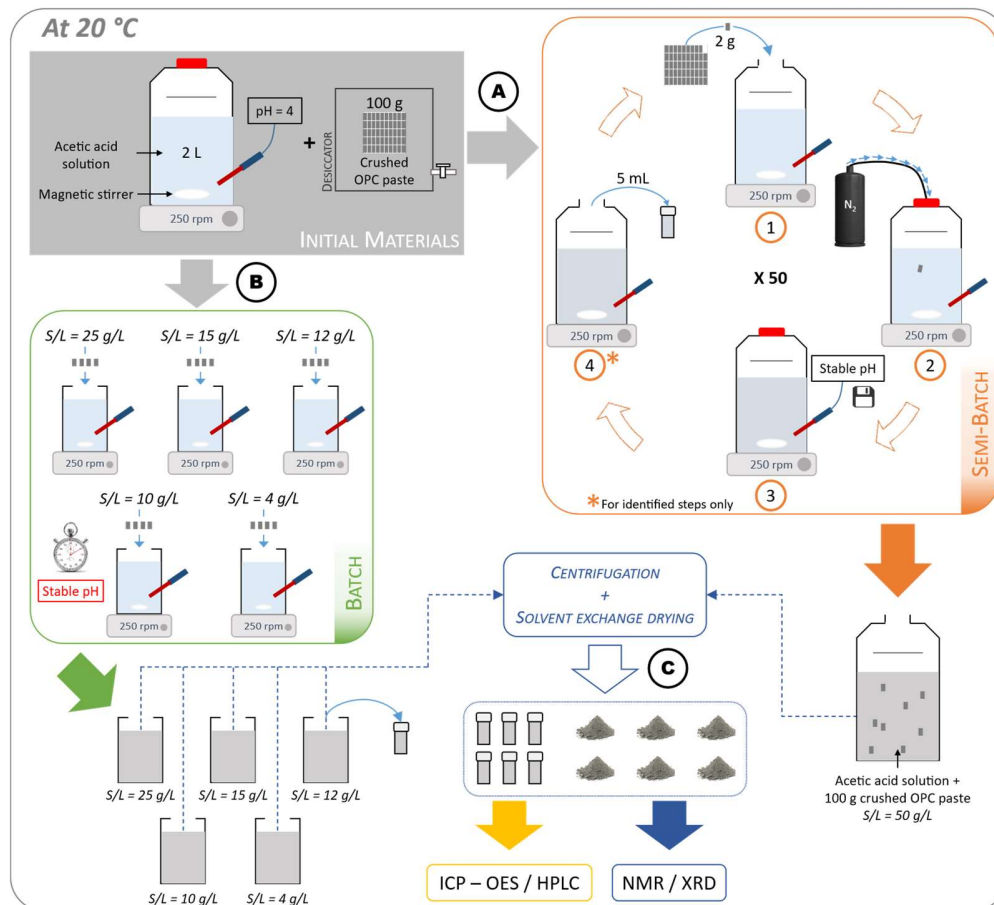 At 20 °C
Acetic acid
solution
Magnetic stirrer
2 L
pH = 4
250 rpm
+
DESICCATOR
100 g
Crushed
OPC paste
INITIAL MATERIALS
A
2 g
250 rpm
1
N2
250 rpm
2
X 50
5 mL
250 rpm
4*
Stable pH
250 rpm
3
*For identified steps only
SEMI-BATCH
B
S/L = 25 g/L
S/L = 15 g/L
S/L = 12 g/L
250 rpm
250 rpm
250 rpm
S/L = 10 g/L
S/L = 4 g/L
Stable pH
250 rpm
250 rpm
BATCH
CENTRIFUGATION
+
SOLVENT EXCHANGE DRYING
C
S/L = 25 g/L
S/L = 15 g/L
S/L = 12 g/L
S/L = 10 g/L
S/L = 4 g/L
Acetic acid solution +
100 g crushed OPC paste
S/L = 50 g/L
ICP – OES / HPLC
NMR / XRD